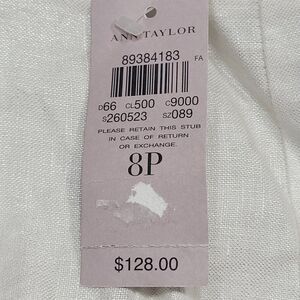 ANN TAYLOR
89384183 FA
D66 CL500 C9000
S260523 SZ089
PLEASE RETAIN THIS STUB
IN CASE OF RETURN
OR EXCHANGE.
8P
$128.00